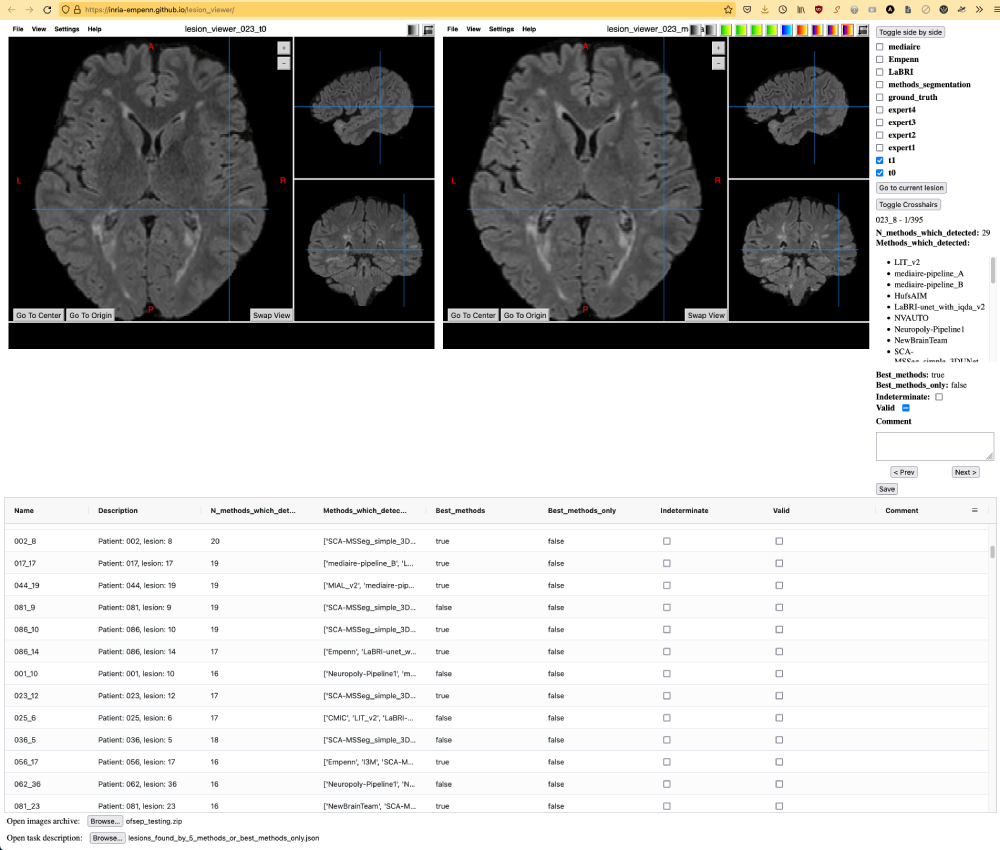 https://inria-empenn.github.io/lesion_viewer/
File View Settings Help lesion_viewer_023_t0
File View Settings Help lesion_viewer_023_m
A
L
R
P
+
-
Go To Center Go To Origin Swap View
L
R
P
+
-
Go To Center Go To Origin Swap View
Toggle side by side
mediaire
Empenn
LaBRI
methods_segmentation
ground_truth
expert4
expert3
expert2
expert1
t1
t0
Go to current lesion
Toggle Crosshairs
023_8 - 1/395
N_methods_which_detected: 29
Methods_which_detected:
LIT_v2
mediaire-pipeline_A
mediaire-pipeline_B
HufsAIM
LaBRI-unet_with_iqda_v2
NVAUTO
Neuropoly-Pipeline1
NewBrainTeam
SCA-
MSSeg_simple_3DUNet
Best_methods: true
Best_methods_only: false
Indeterminate:
Valid
Comment
< Prev Next >
Save
Name Description N_methods_which_det... Methods_which_detec... Best_methods Best_methods_only Indeterminate Valid Comment
002_8 Patient: 002, lesion: 8 20 ["SCA-MSSeg_simple_3D... true false
017_17 Patient: 017, lesion: 17 19 ["mediaire-pipeline_B", 'L... true false
044_19 Patient: 044, lesion: 19 19 ["MIAL_v2", 'mediaire-pip... true false
081_9 Patient: 081, lesion: 9 19 ["SCA-MSSeg_simple_3D... false false
086_10 Patient: 086, lesion: 10 19 ["SCA-MSSeg_simple_3D... true false
086_14 Patient: 086, lesion: 14 17 ["Empenn", 'LaBRI-unet_w... true false
001_10 Patient: 001, lesion: 10 16 ["Neuropoly-Pipeline1", 'm... false false
023_12 Patient: 023, lesion: 12 17 ["SCA-MSSeg_simple_3D... true false
025_6 Patient: 025, lesion: 6 17 ["CMIC", 'LIT_v2', 'LaBRI-... false false
036_5 Patient: 036, lesion: 5 18 ["SCA-MSSeg_simple_3D... false false
056_17 Patient: 056, lesion: 17 16 ["Empenn", 'I3M', 'SCA-M... true false
062_36 Patient: 062, lesion: 36 16 ["Neuropoly-Pipeline1", 'N... false false
081_23 Patient: 081, lesion: 23 16 ["NewBrainTeam", 'SCA-M... true false
Open images archive: Browse... ofsep_testing.zip
Open task description: Browse... lesions_found_by_5_methods_or_best_methods_only.json